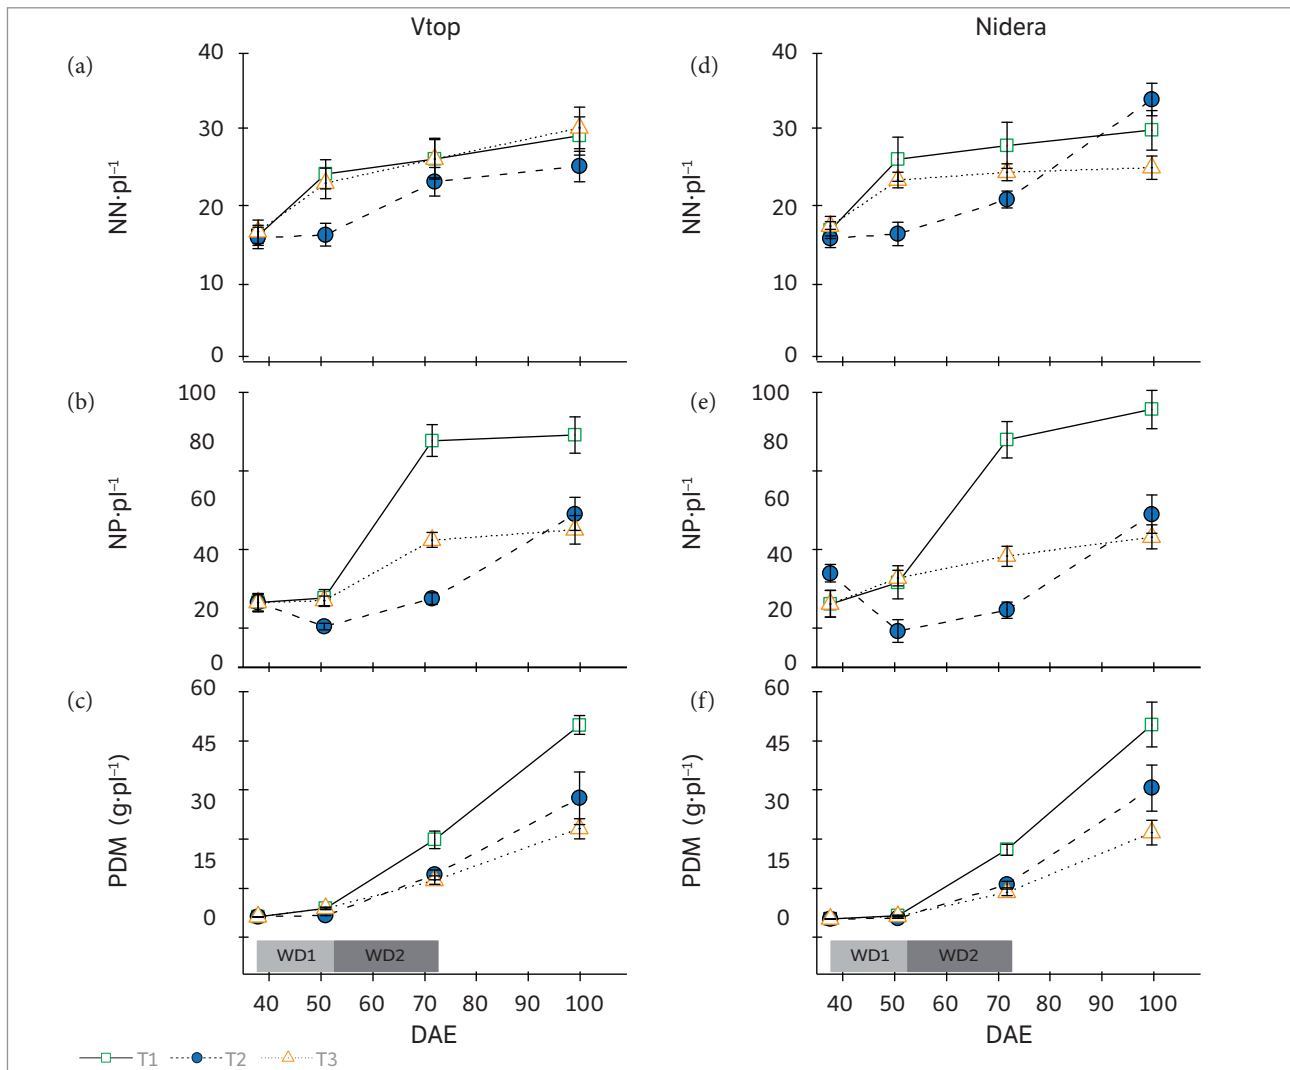 Vtop
Nidera
(a)
NN·pl⁻¹
40
30
20
10
0
(d)
NN·pl⁻¹
40
30
20
10
0
(b)
NP·pl⁻¹
100
80
60
40
20
0
(e)
NP·pl⁻¹
100
80
60
40
20
0
(c)
PDM (g·pl⁻¹)
60
45
30
15
0
WD1
WD2
40 50 60 70 80 90 100
DAE
(f)
PDM (g·pl⁻¹)
60
45
30
15
0
WD1
WD2
40 50 60 70 80 90 100
DAE
T1 T2 T3